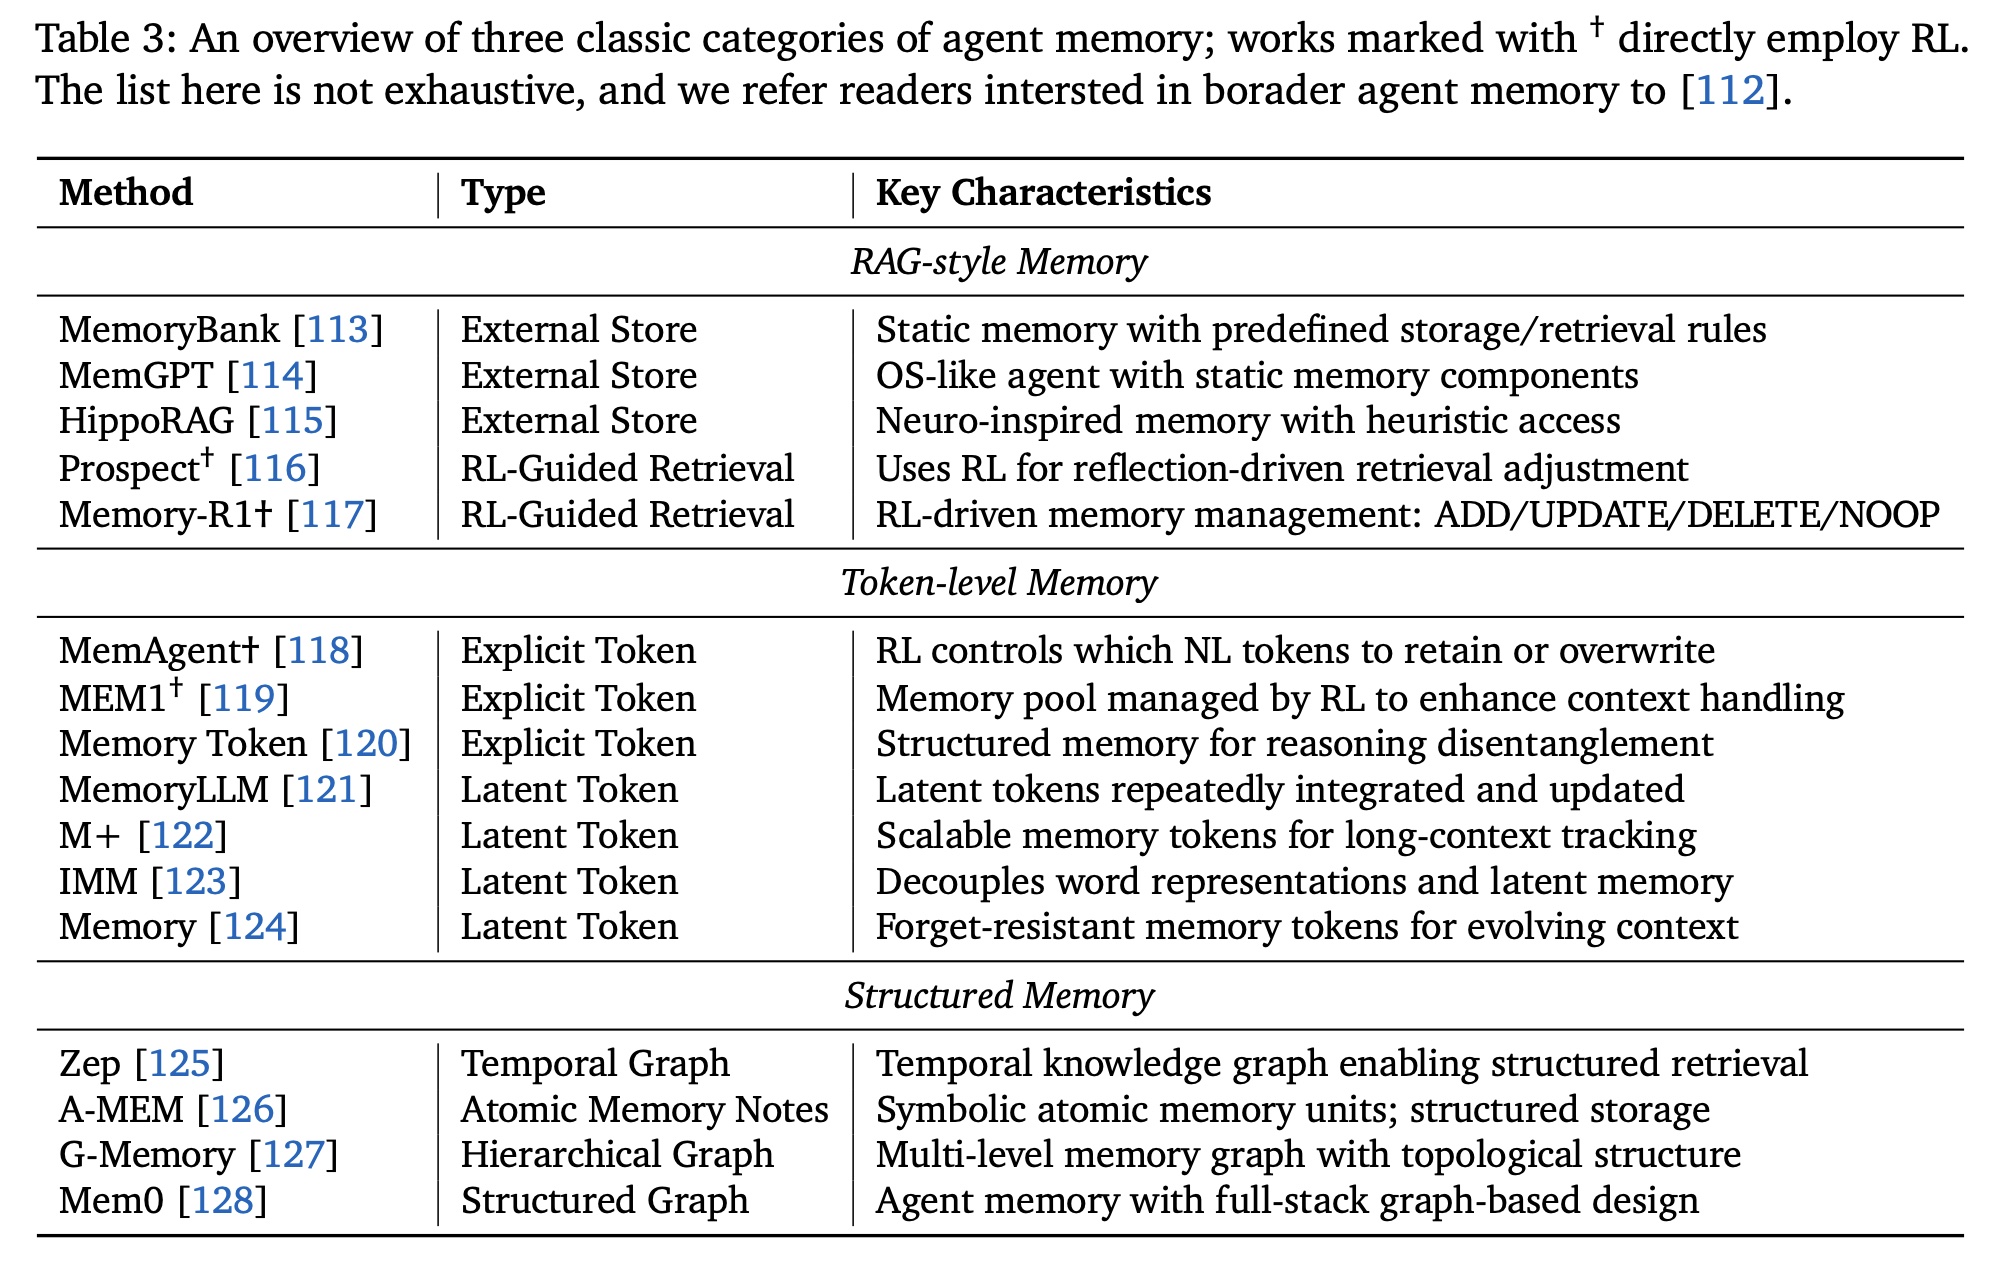 Table 3: An overview of three classic categories of agent memory; works marked with † directly employ RL.
The list here is not exhaustive, and we refer readers intersted in borader agent memory to [112].
Method Type Key Characteristics
RAG-style Memory
MemoryBank [113] External Store Static memory with predefined storage/retrieval rules
MemGPT [114] External Store OS-like agent with static memory components
HippoRAG [115] External Store Neuro-inspired memory with heuristic access
Prospect† [116] RL-Guided Retrieval Uses RL for reflection-driven retrieval adjustment
Memory-R1† [117] RL-Guided Retrieval RL-driven memory management: ADD/UPDATE/DELETE/NOOP
Token-level Memory
MemAgent† [118] Explicit Token RL controls which NL tokens to retain or overwrite
MEM1† [119] Explicit Token Memory pool managed by RL to enhance context handling
Memory Token [120] Explicit Token Structured memory for reasoning disentanglement
MemoryLLM [121] Latent Token Latent tokens repeatedly integrated and updated
M+ [122] Latent Token Scalable memory tokens for long-context tracking
IMM [123] Latent Token Decouples word representations and latent memory
Memory [124] Latent Token Forget-resistant memory tokens for evolving context
Structured Memory
Zep [125] Temporal Graph Temporal knowledge graph enabling structured retrieval
A-MEM [126] Atomic Memory Notes Symbolic atomic memory units; structured storage
G-Memory [127] Hierarchical Graph Multi-level memory graph with topological structure
Mem0 [128] Structured Graph Agent memory with full-stack graph-based design